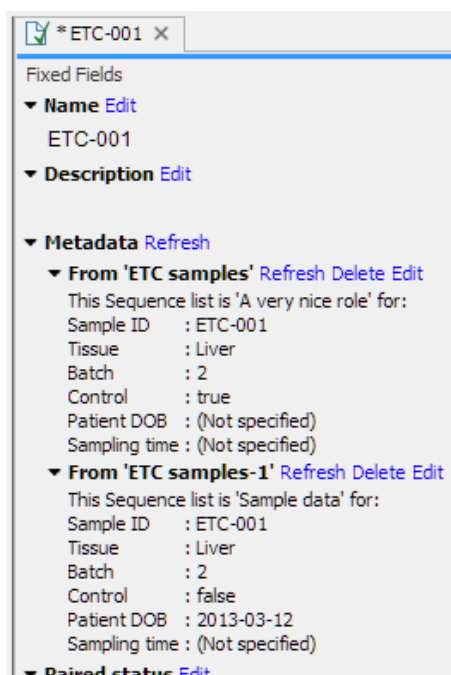 * ETC-001 ×
Fixed Fields
Name Edit
ETC-001
Description Edit
Metadata Refresh
From 'ETC samples' Refresh Delete Edit
This Sequence list is 'A very nice role' for:
Sample ID : ETC-001
Tissue : Liver
Batch : 2
Control : true
Patient DOB : (Not specified)
Sampling time : (Not specified)
From 'ETC samples-1' Refresh Delete Edit
This Sequence list is 'Sample data' for:
Sample ID : ETC-001
Tissue : Liver
Batch : 2
Control : false
Patient DOB : 2013-03-12
Sampling time : (Not specified)
Paired status Edit